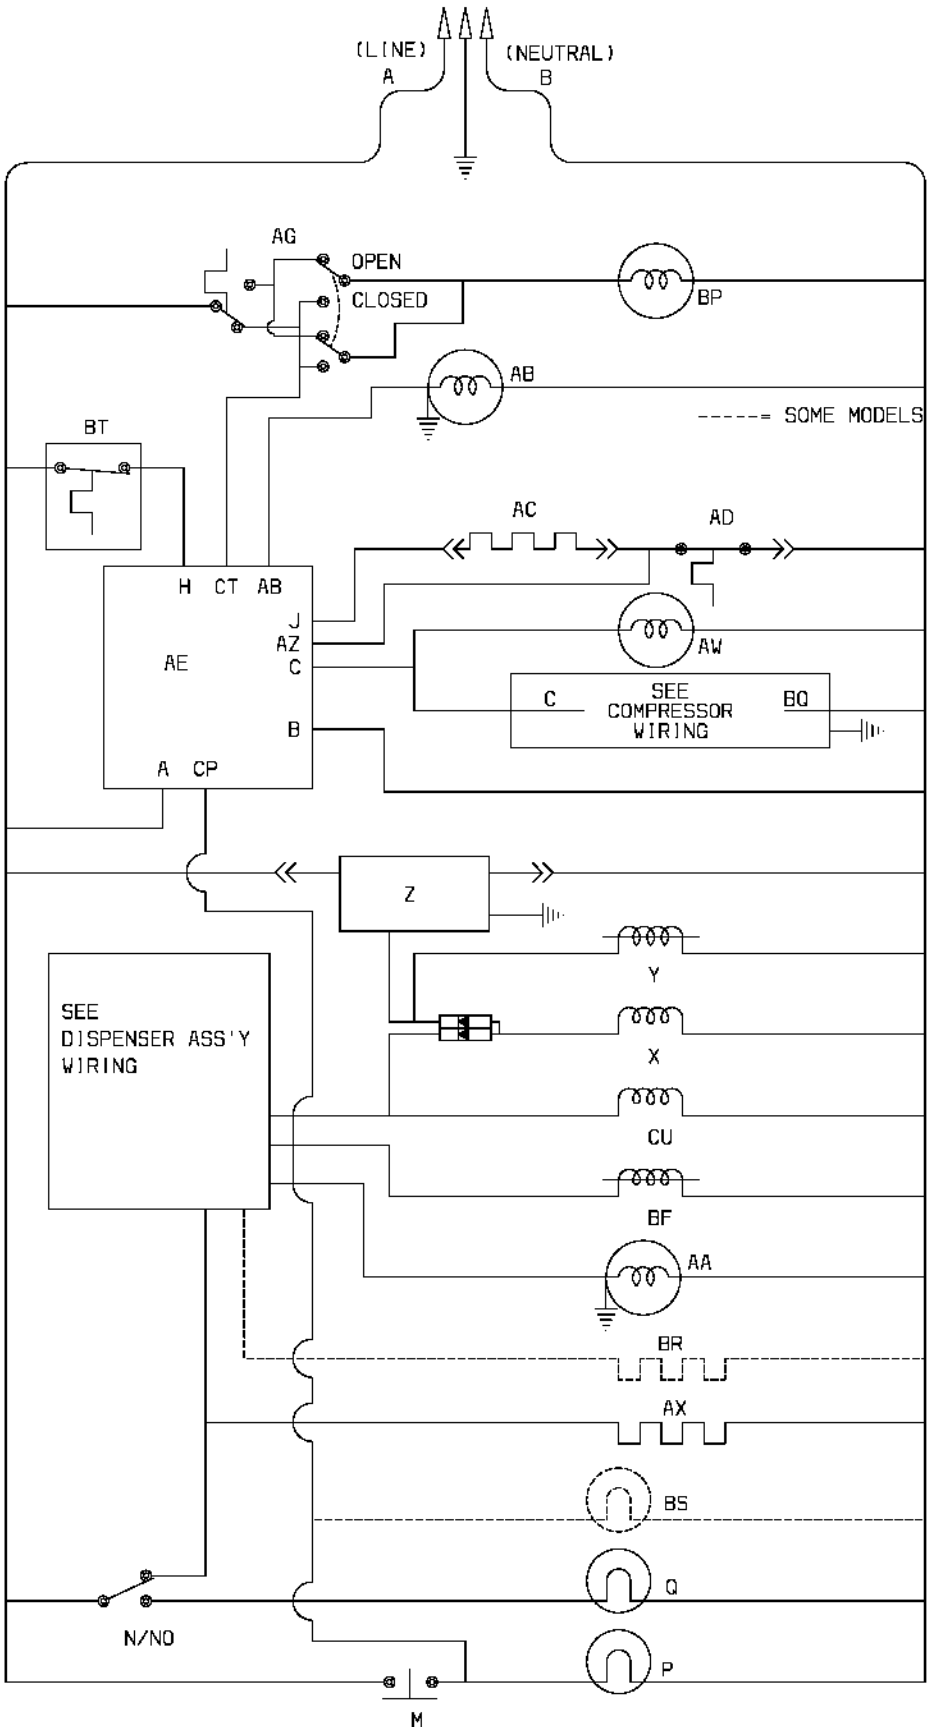 (LINE)
A
(NEUTRAL)
B
AG
OPEN
CLOSED
BP
AB
-----= SOME MODELS
BT
AC
AD
H CT AB
J
AZ
C
AE
B
A CP
AW
C
SEE
COMPRESSOR
WIRING
BQ
Z
Y
SEE
DISPENSER ASS'Y
WIRING
X
CU
BF
AA
BR
AX
BS
Q
N/NO
P
M